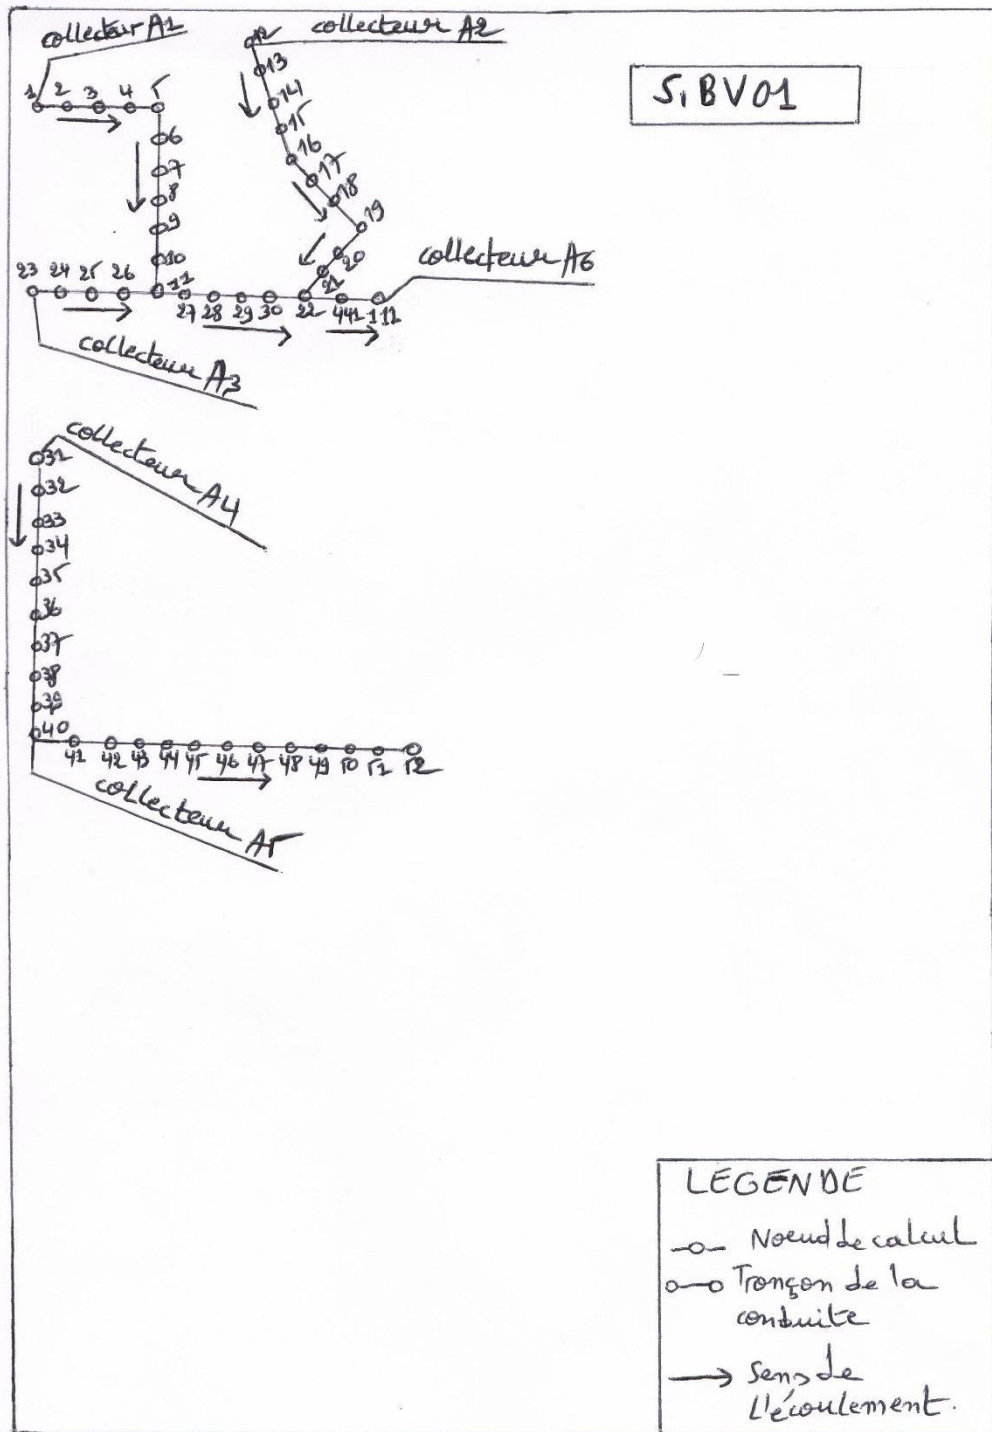 collecteur A1
collecteur A2
S, BV01
1 2 3 4 5
6
7
8
9
10
11
12
13
14
15
16
17
18
19
20
21
collecteur A6
23 24 25 26
27 28 29 30 22 441 111
collecteur A3
collecteur A4
31
32
33
34
35
36
37
38
39
40
41 42 43 44 45 46 47 48 49 50 51 52
collecteur A5
LEGENDE
Noeud de calcul
Tronçon de la
conduite
Sens de
L'écoulement.